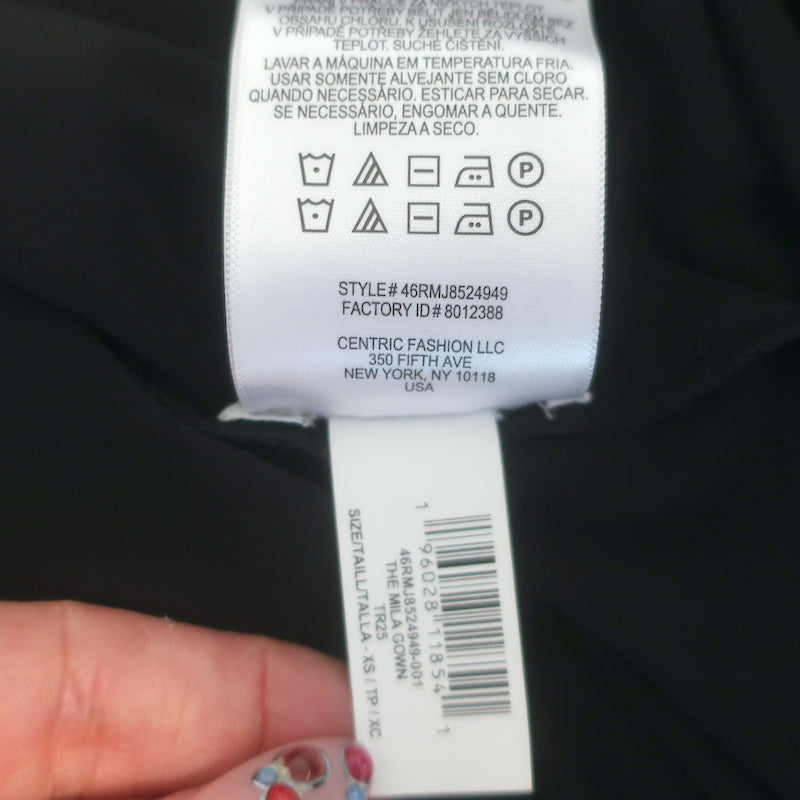 V PŘÍPADĚ POTŘEBY BĚLIT JEN BĚLIDLEM BEZ
OBSAHU CHLORU. K USUŠENÍ ROZLOŽIT
V PŘÍPADĚ POTŘEBY ŽEHLETE ZA VYŠŠÍCH
TEPLOT. SUCHÉ ČIŠTĚNÍ.
LAVAR A MÁQUINA EM TEMPERATURA FRIA.
USAR SOMENTE ALVEJANTE SEM CLORO
QUANDO NECESSÁRIO. ESTICAR PARA SECAR.
SE NECESSÁRIO, ENGOMAR A QUENTE.
LIMPEZA A SECO.
P
P
STYLE# 46RMJ8524949
FACTORY ID# 8012388
CENTRIC FASHION LLC
350 FIFTH AVE
NEW YORK, NY 10118
USA
1 96028 11854 1
46RMJ8524949-001
THE MILA GOWN
TR25
SIZE/TAILL/TALLA - XS / TP / XC